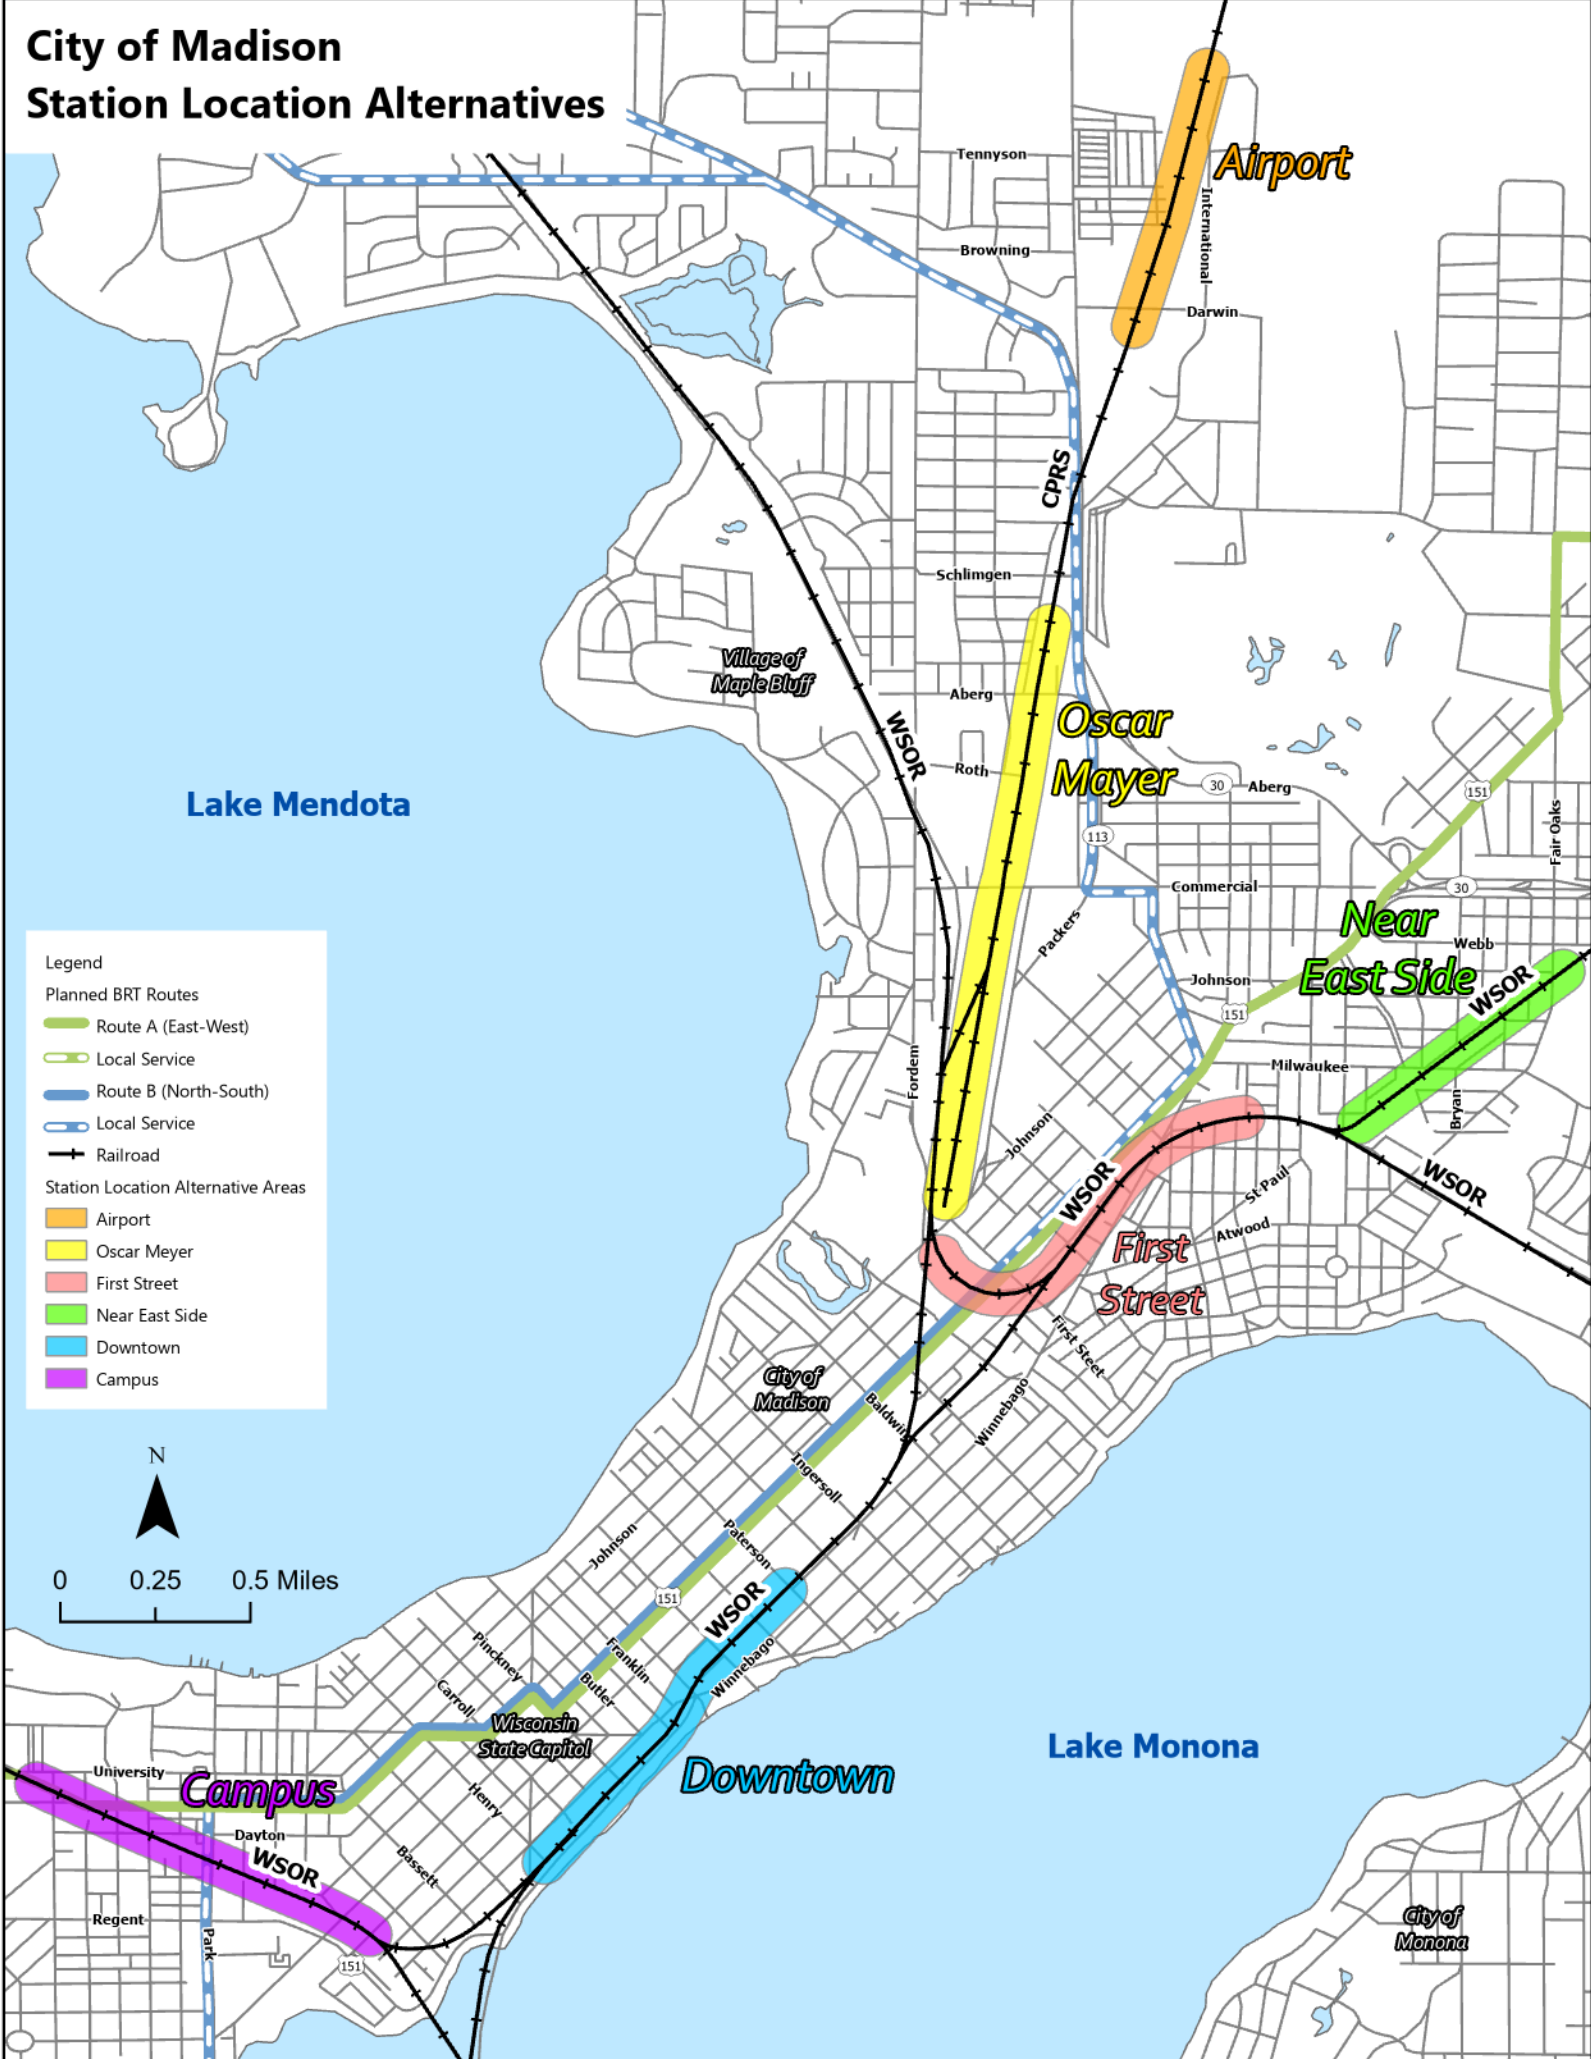 City of Madison
Station Location Alternatives
Tennyson
Airport
International
Browning
Darwin
CPRS
Schlimgen
Village of
Maple Bluff
Aberg
Oscar
Mayer
WSOR
Roth
30
Aberg
151
Lake Mendota
113
Fair Oaks
Commercial
30
Packers
Near
East Side
Webb
Johnson
WSOR
151
Legend
Planned BRT Routes
Route A (East-West)
Local Service
Route B (North-South)
Local Service
Railroad
Station Location Alternative Areas
Airport
Oscar Meyer
First Street
Near East Side
Downtown
Campus
Fordem
Milwaukee
Bryan
Johnson
WSOR
St Paul
WSOR
Atwood
First
Street
First Steet
City of
Madison
Baldwin
Winnebago
Ingersoll
N
0 0.25 0.5 Miles
Johnson
Paterson
151
WSOR
Pinckney
Franklin
Winnebago
Carroll
Butler
Wisconsin
State Capitol
Lake Monona
University
Campus
Downtown
Henry
Dayton
WSOR
Bassett
Regent
Park
151
City of
Monona